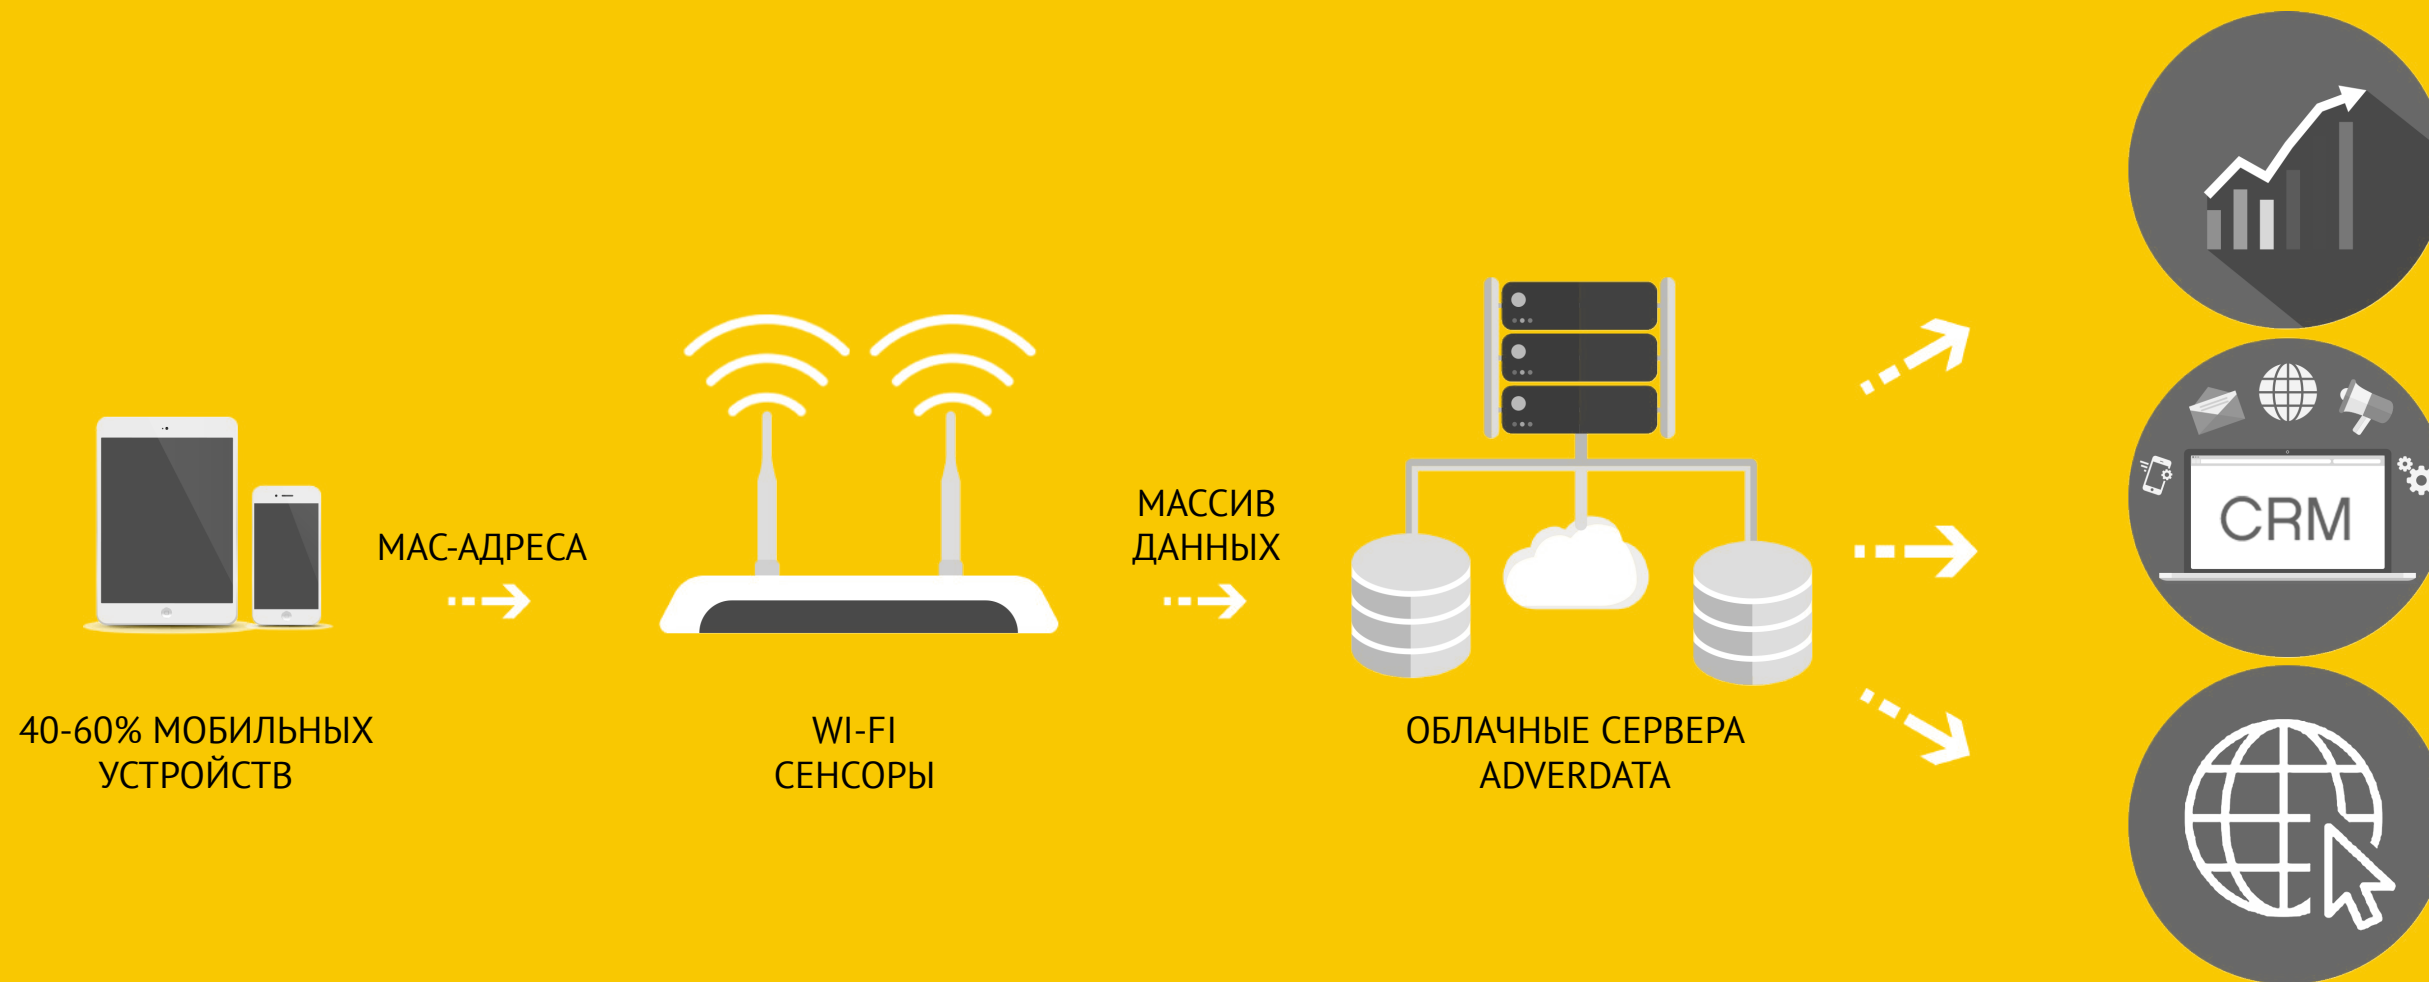 МАС-АДРЕСА
МАССИВ
ДАННЫХ
CRM
40-60% МОБИЛЬНЫХ
УСТРОЙСТВ
WI-FI
СЕНСОРЫ
ОБЛАЧНЫЕ СЕРВЕРА
ADVERDATA